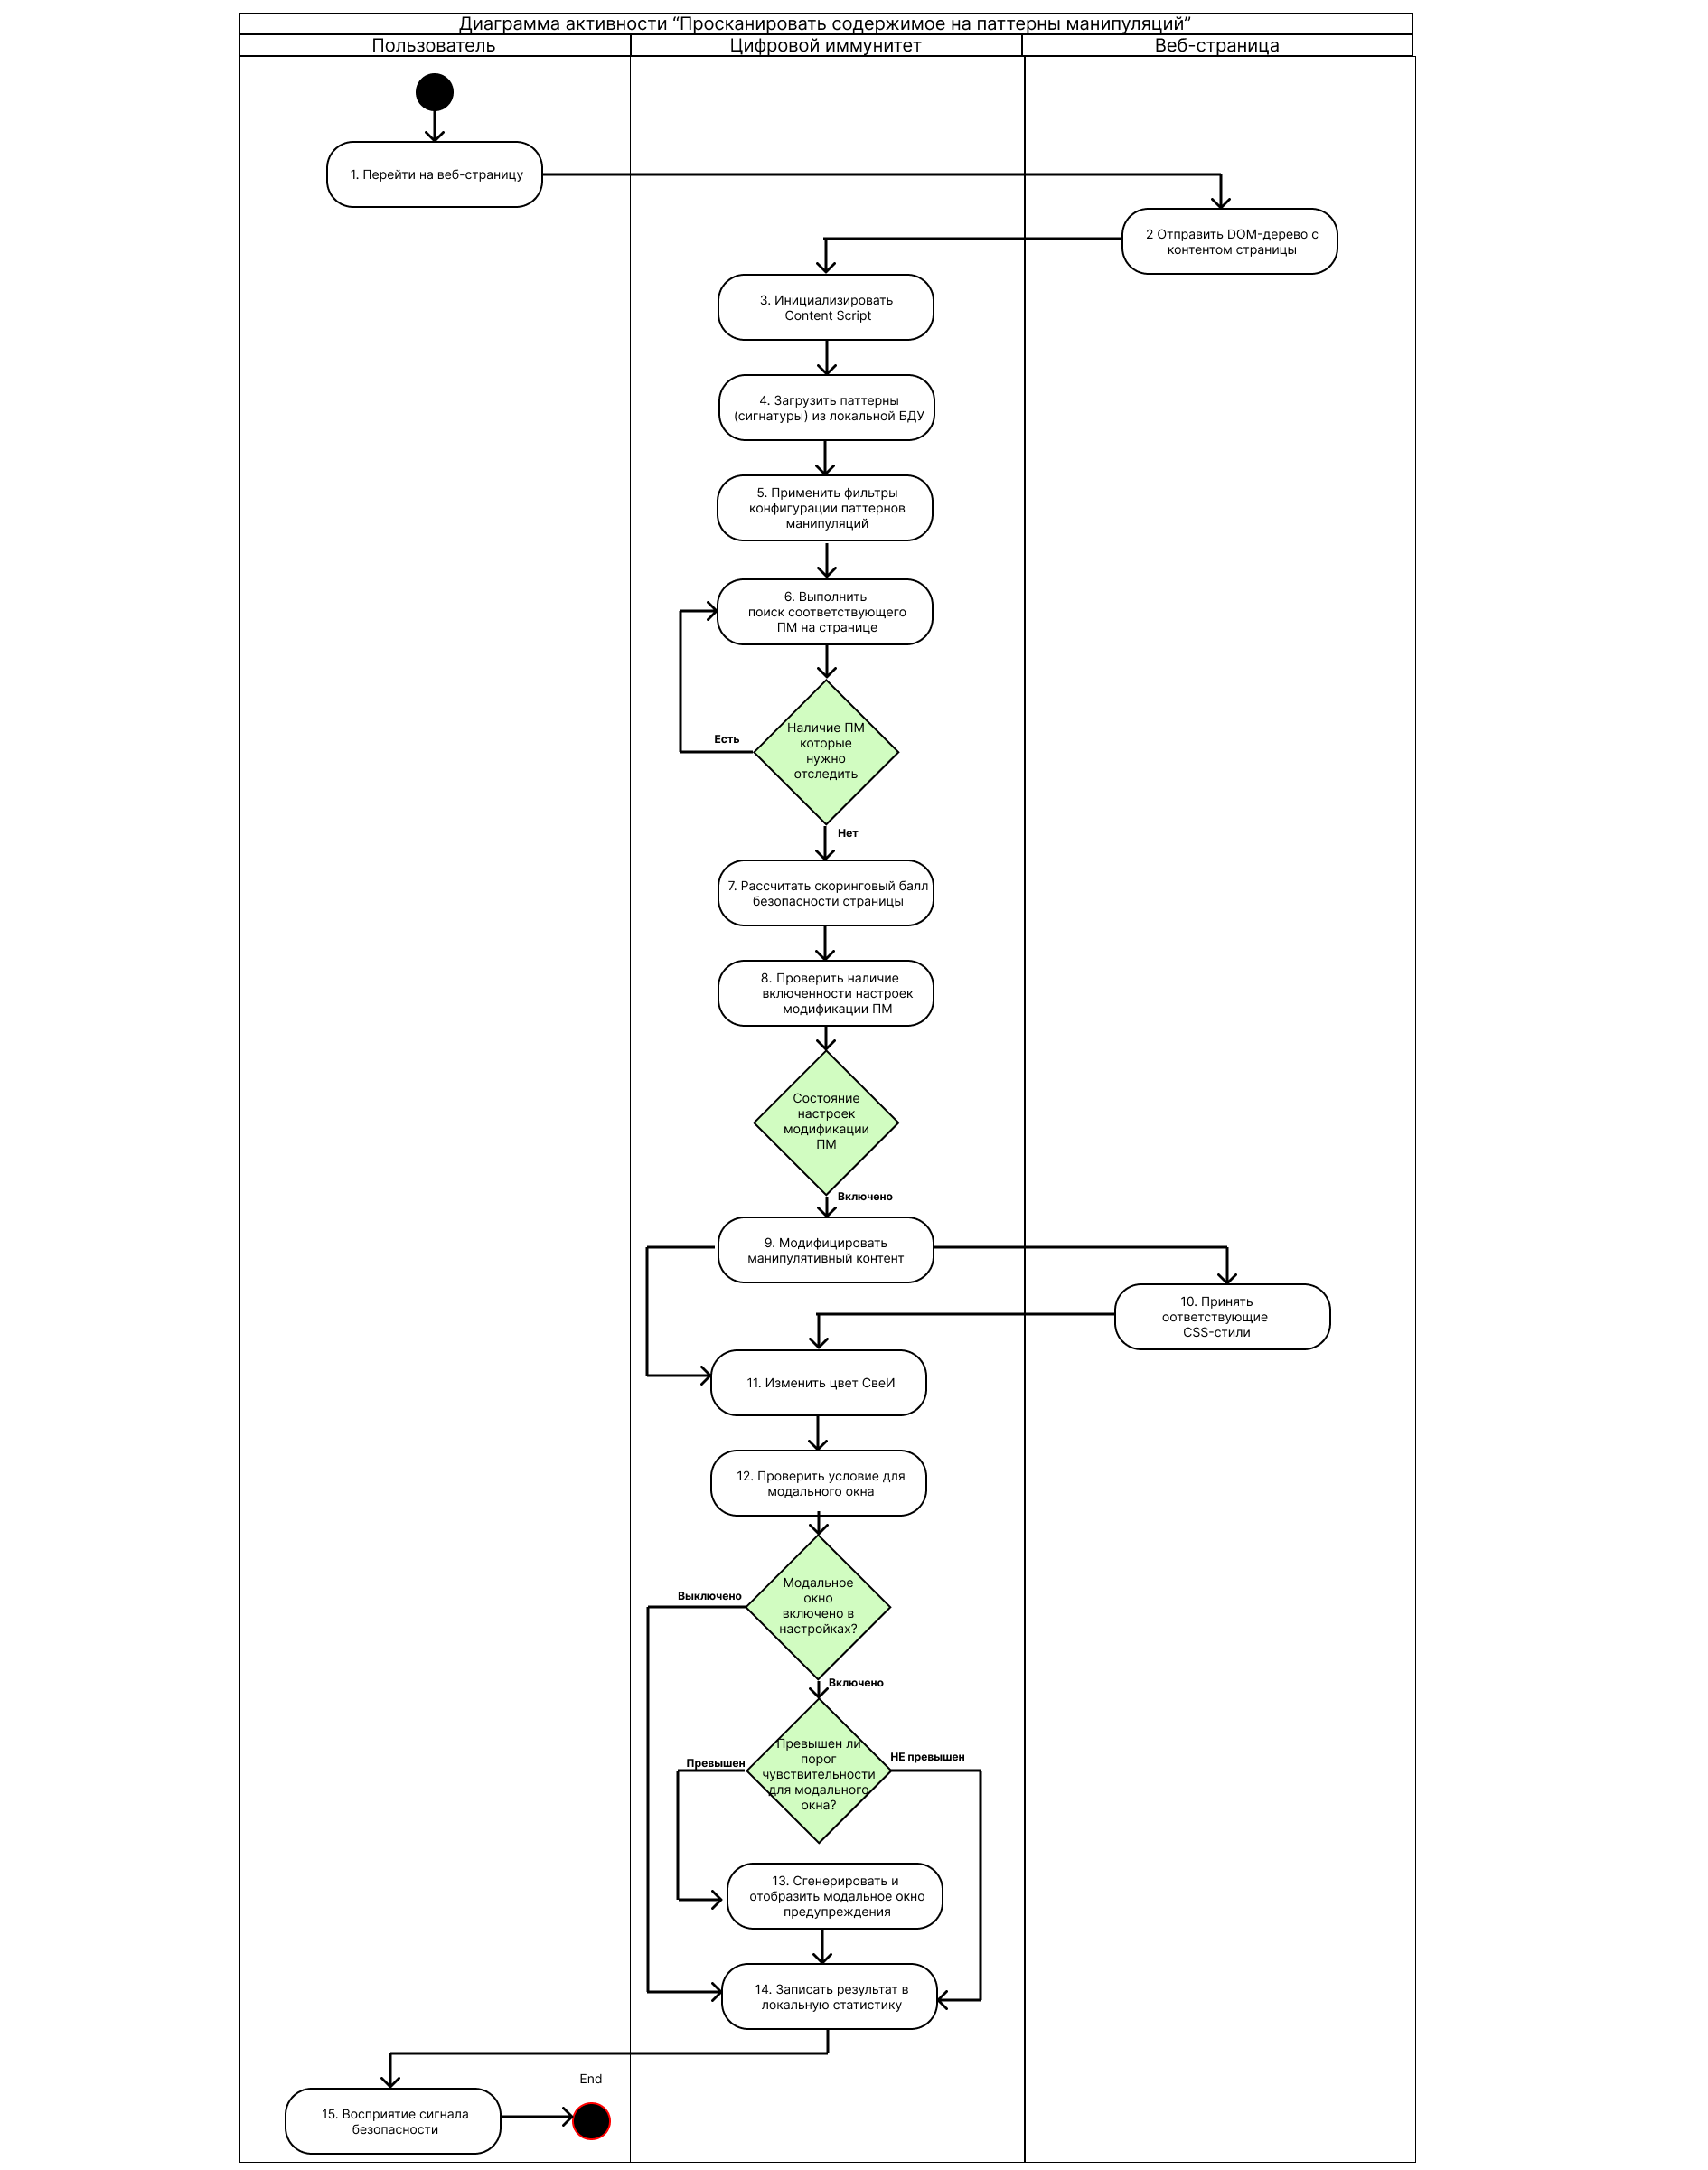 Диаграмма активности “Просканировать содержимое на паттерны манипуляций”
Пользователь
Цифровой иммунитет
Веб-страница
1. Перейти на веб-страницу
2 Отправить DOM-дерево с
контентом страницы
3. Инициализировать
Content Script
4. Загрузить паттерны
(сигнатуры) из локальной БДУ
5. Применить фильтры
конфигурации паттернов
манипуляций
6. Выполнить
поиск соответствующего
ПМ на странице
Наличие ПМ
которые
нужно
отследить
Есть
Нет
7. Рассчитать скоринговый балл
безопасности страницы
8. Проверить наличие
включенности настроек
модификации ПМ
Состояние
настроек
модификации
ПМ
Включено
9. Модифицировать
манипулятивный контент
10. Принять
оответствующие
CSS-стили
11. Изменить цвет СвеИ
12. Проверить условие для
модального окна
Модальное
окно
включено в
настройках?
Выключено
Включено
Превышен ли
порог
чувствительности
для модального
окна?
Превышен
НЕ превышен
13. Сгенерировать и
отобразить модальное окно
предупреждения
14. Записать результат в
локальную статистику
End
15. Восприятие сигнала
безопасности